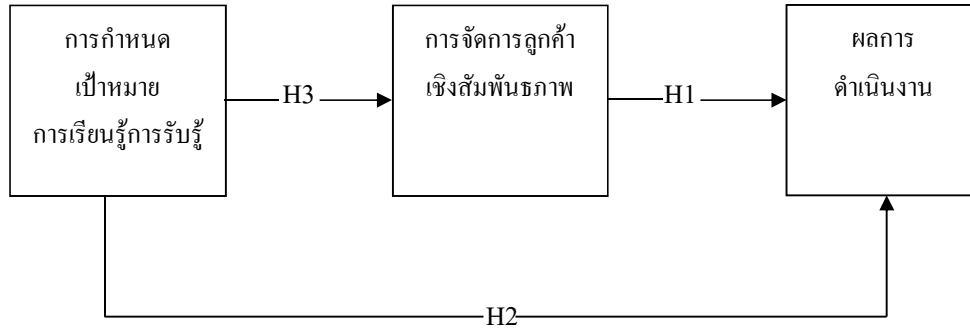 การกำหนด
เป้าหมาย
การเรียนรู้การรับรู้
H3
การจัดการลูกค้า
เชิงสัมพันธภาพ
H1
ผลการ
ดำเนินงาน
H2